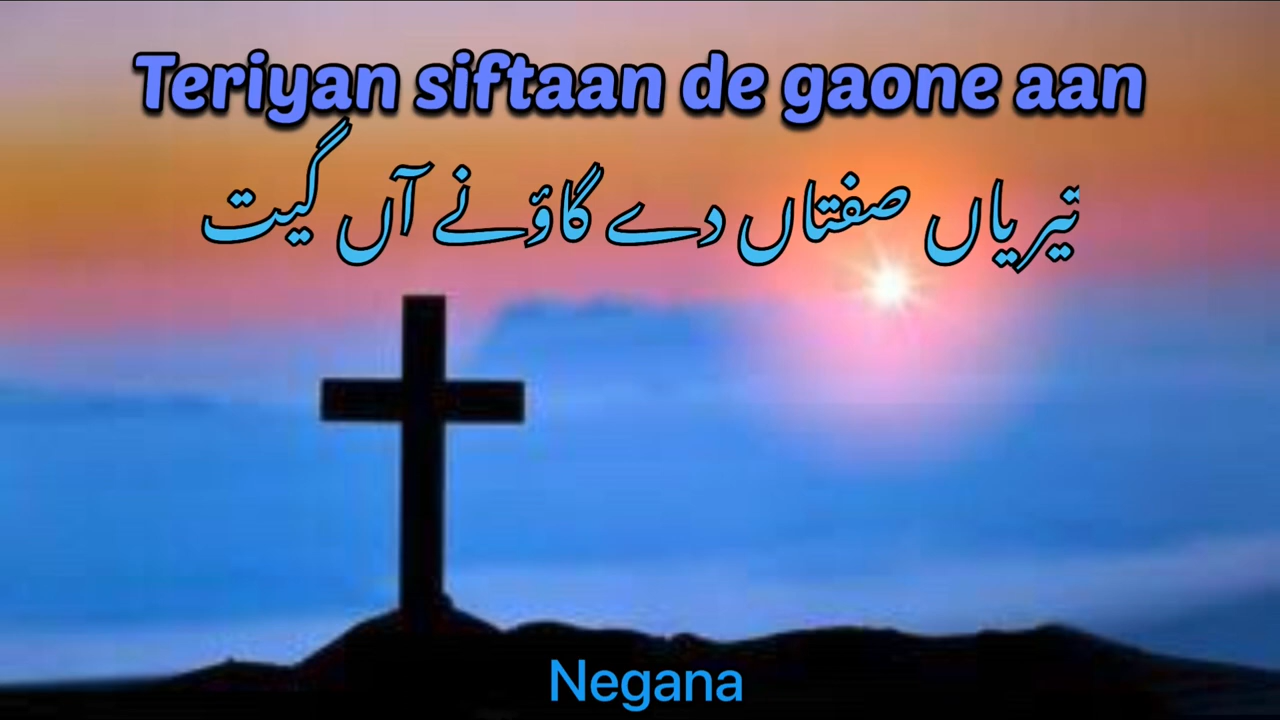 Teriyan siftaan de gaone aan
تیریاں صفتاں دے گاؤنے آں گیت
Negana